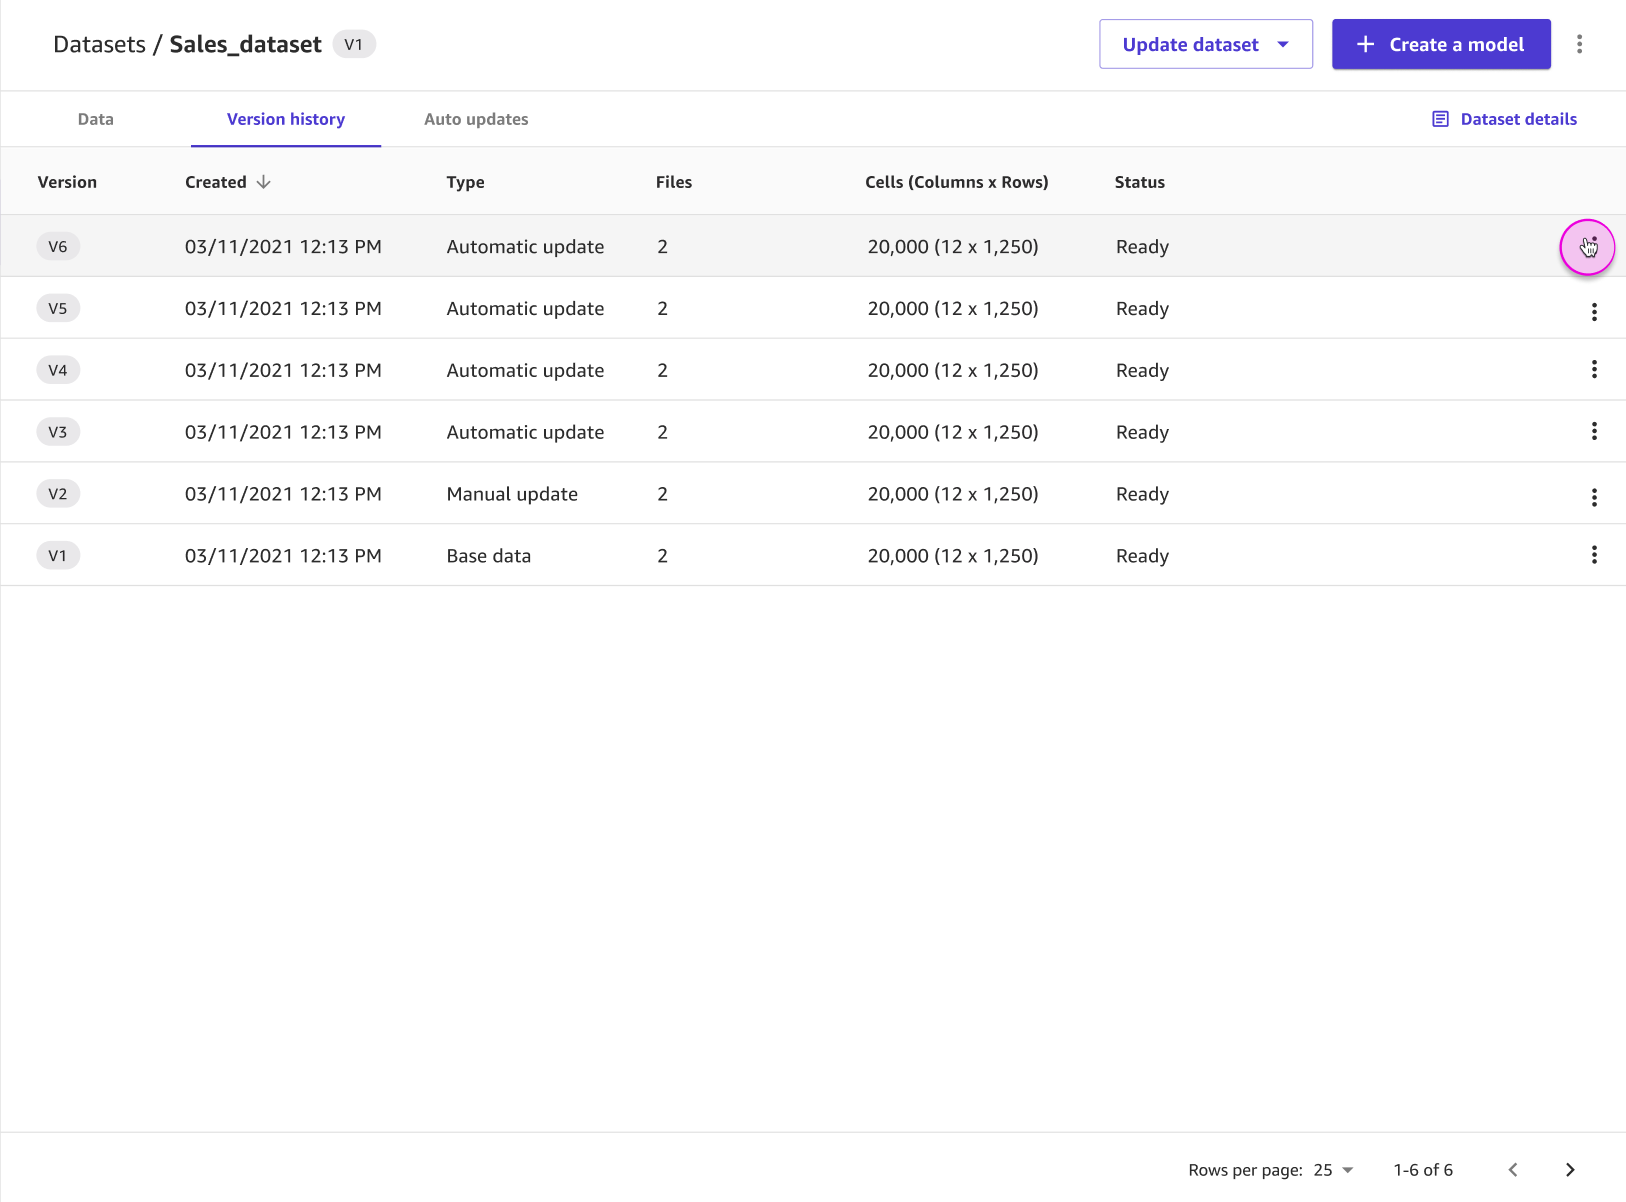 Datasets / Sales_dataset V1 Update dataset Create a model
Data Version history Auto updates Dataset details
Version Created Type Files Cells (Columns x Rows) Status
V6 03/11/2021 12:13 PM Automatic update 2 20,000 (12 x 1,250) Ready
V5 03/11/2021 12:13 PM Automatic update 2 20,000 (12 x 1,250) Ready
V4 03/11/2021 12:13 PM Automatic update 2 20,000 (12 x 1,250) Ready
V3 03/11/2021 12:13 PM Automatic update 2 20,000 (12 x 1,250) Ready
V2 03/11/2021 12:13 PM Manual update 2 20,000 (12 x 1,250) Ready
V1 03/11/2021 12:13 PM Base data 2 20,000 (12 x 1,250) Ready
Rows per page: 25 1-6 of 6